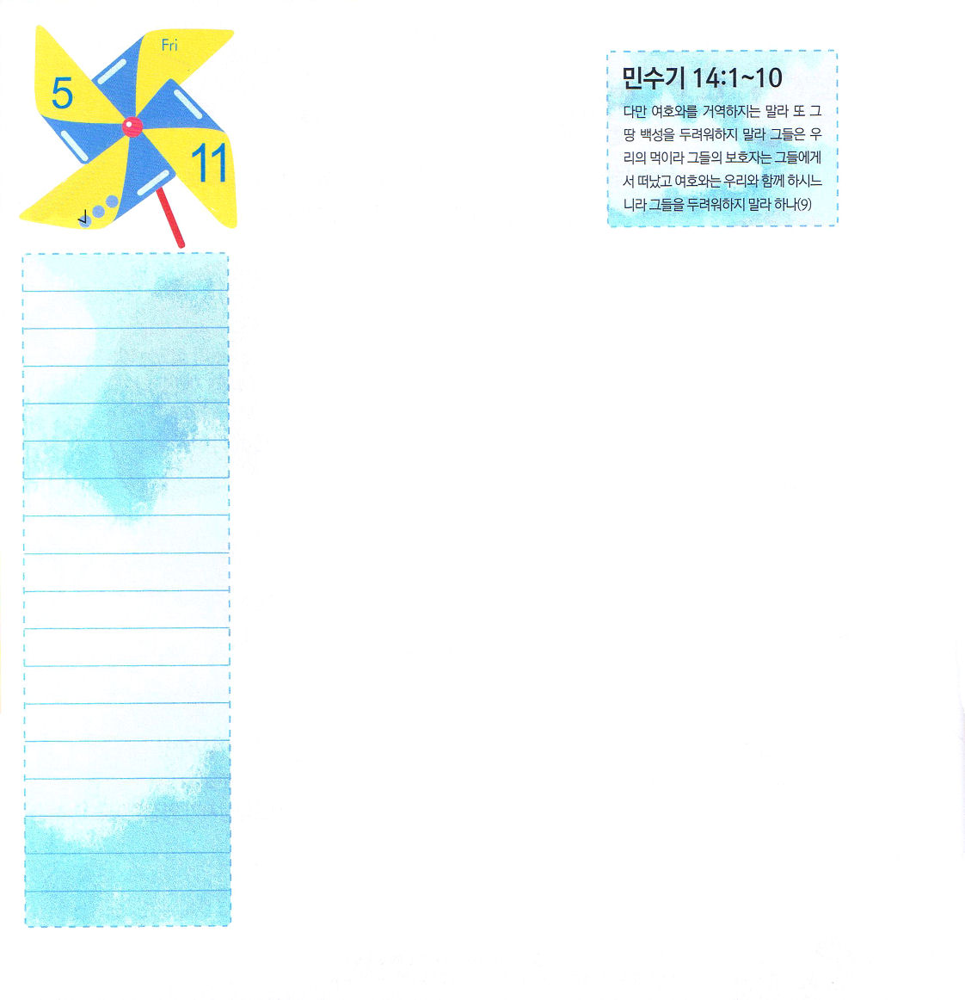 Fri
5
11
민수기 14:1~10
다만 여호와를 거역하지는 말라 또 그
땅 백성을 두려워하지 말라 그들은 우
리의 먹이라 그들의 보호자는 그들에게
서 떠났고 여호와는 우리와 함께 하시느
니라 그들을 두려워하지 말라 하나(9)